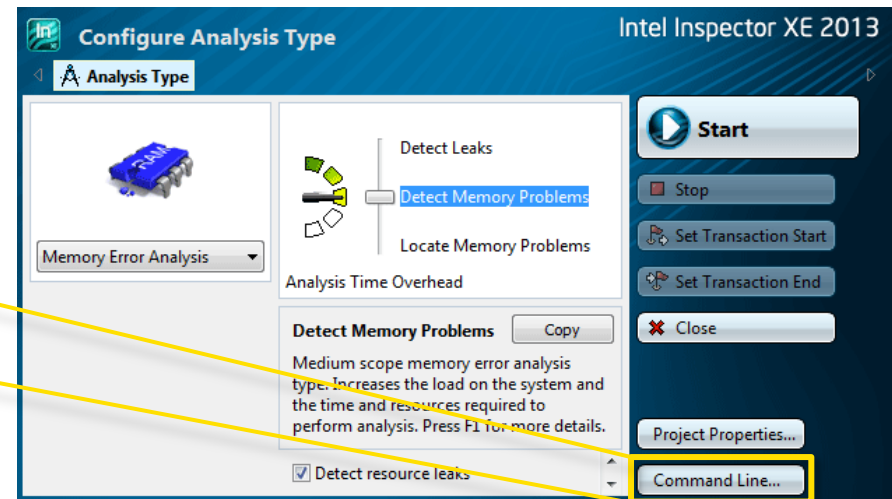 Configure Analysis Type
Intel Inspector XE 2013
Analysis Type
RAM
Memory Error Analysis
Detect Leaks
Detect Memory Problems
Locate Memory Problems
Analysis Time Overhead
Detect Memory Problems
Copy
Medium scope memory error analysis
type. Increases the load on the system and
the time and resources required to
perform analysis. Press F1 for more details.
Detect resource leaks
Start
Stop
Set Transaction Start
Set Transaction End
Close
Project Properties...
Command Line...